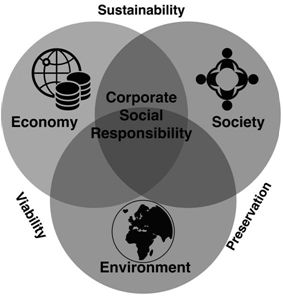 Sustainability
Corporate
Social
Responsibility
Economy
Society
Viability
Preservation
Environment